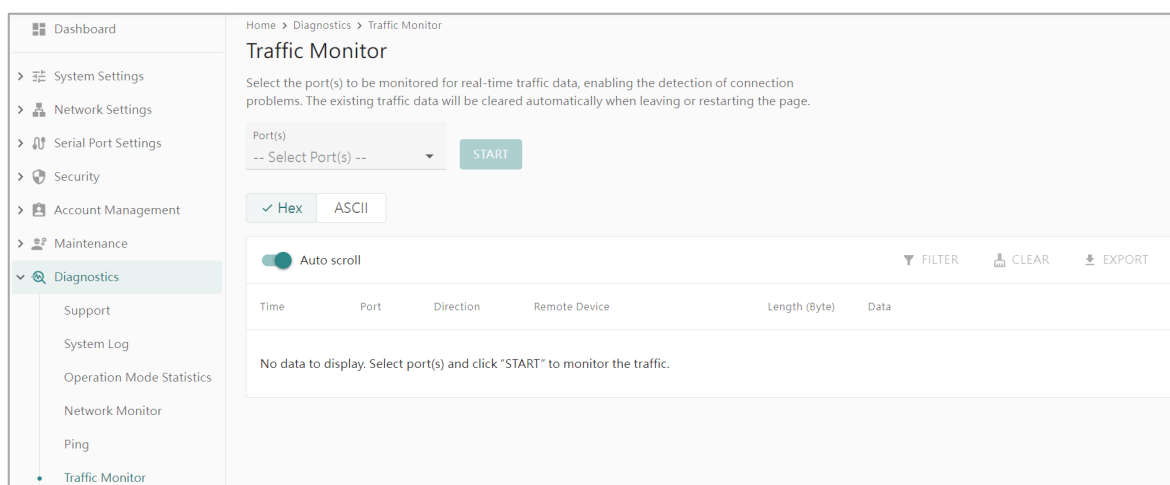 Dashboard
System Settings
Network Settings
Serial Port Settings
Security
Account Management
Maintenance
Diagnostics
Support
System Log
Operation Mode Statistics
Network Monitor
Ping
Traffic Monitor
Home > Diagnostics > Traffic Monitor
Traffic Monitor
Select the port(s) to be monitored for real-time traffic data, enabling the detection of connection
problems. The existing traffic data will be cleared automatically when leaving or restarting the page.
Port(s)
-- Select Port(s) --
START
Hex ASCII
Auto scroll FILTER CLEAR EXPORT
Time Port Direction Remote Device Length (Byte) Data
No data to display. Select port(s) and click “START” to monitor the traffic.